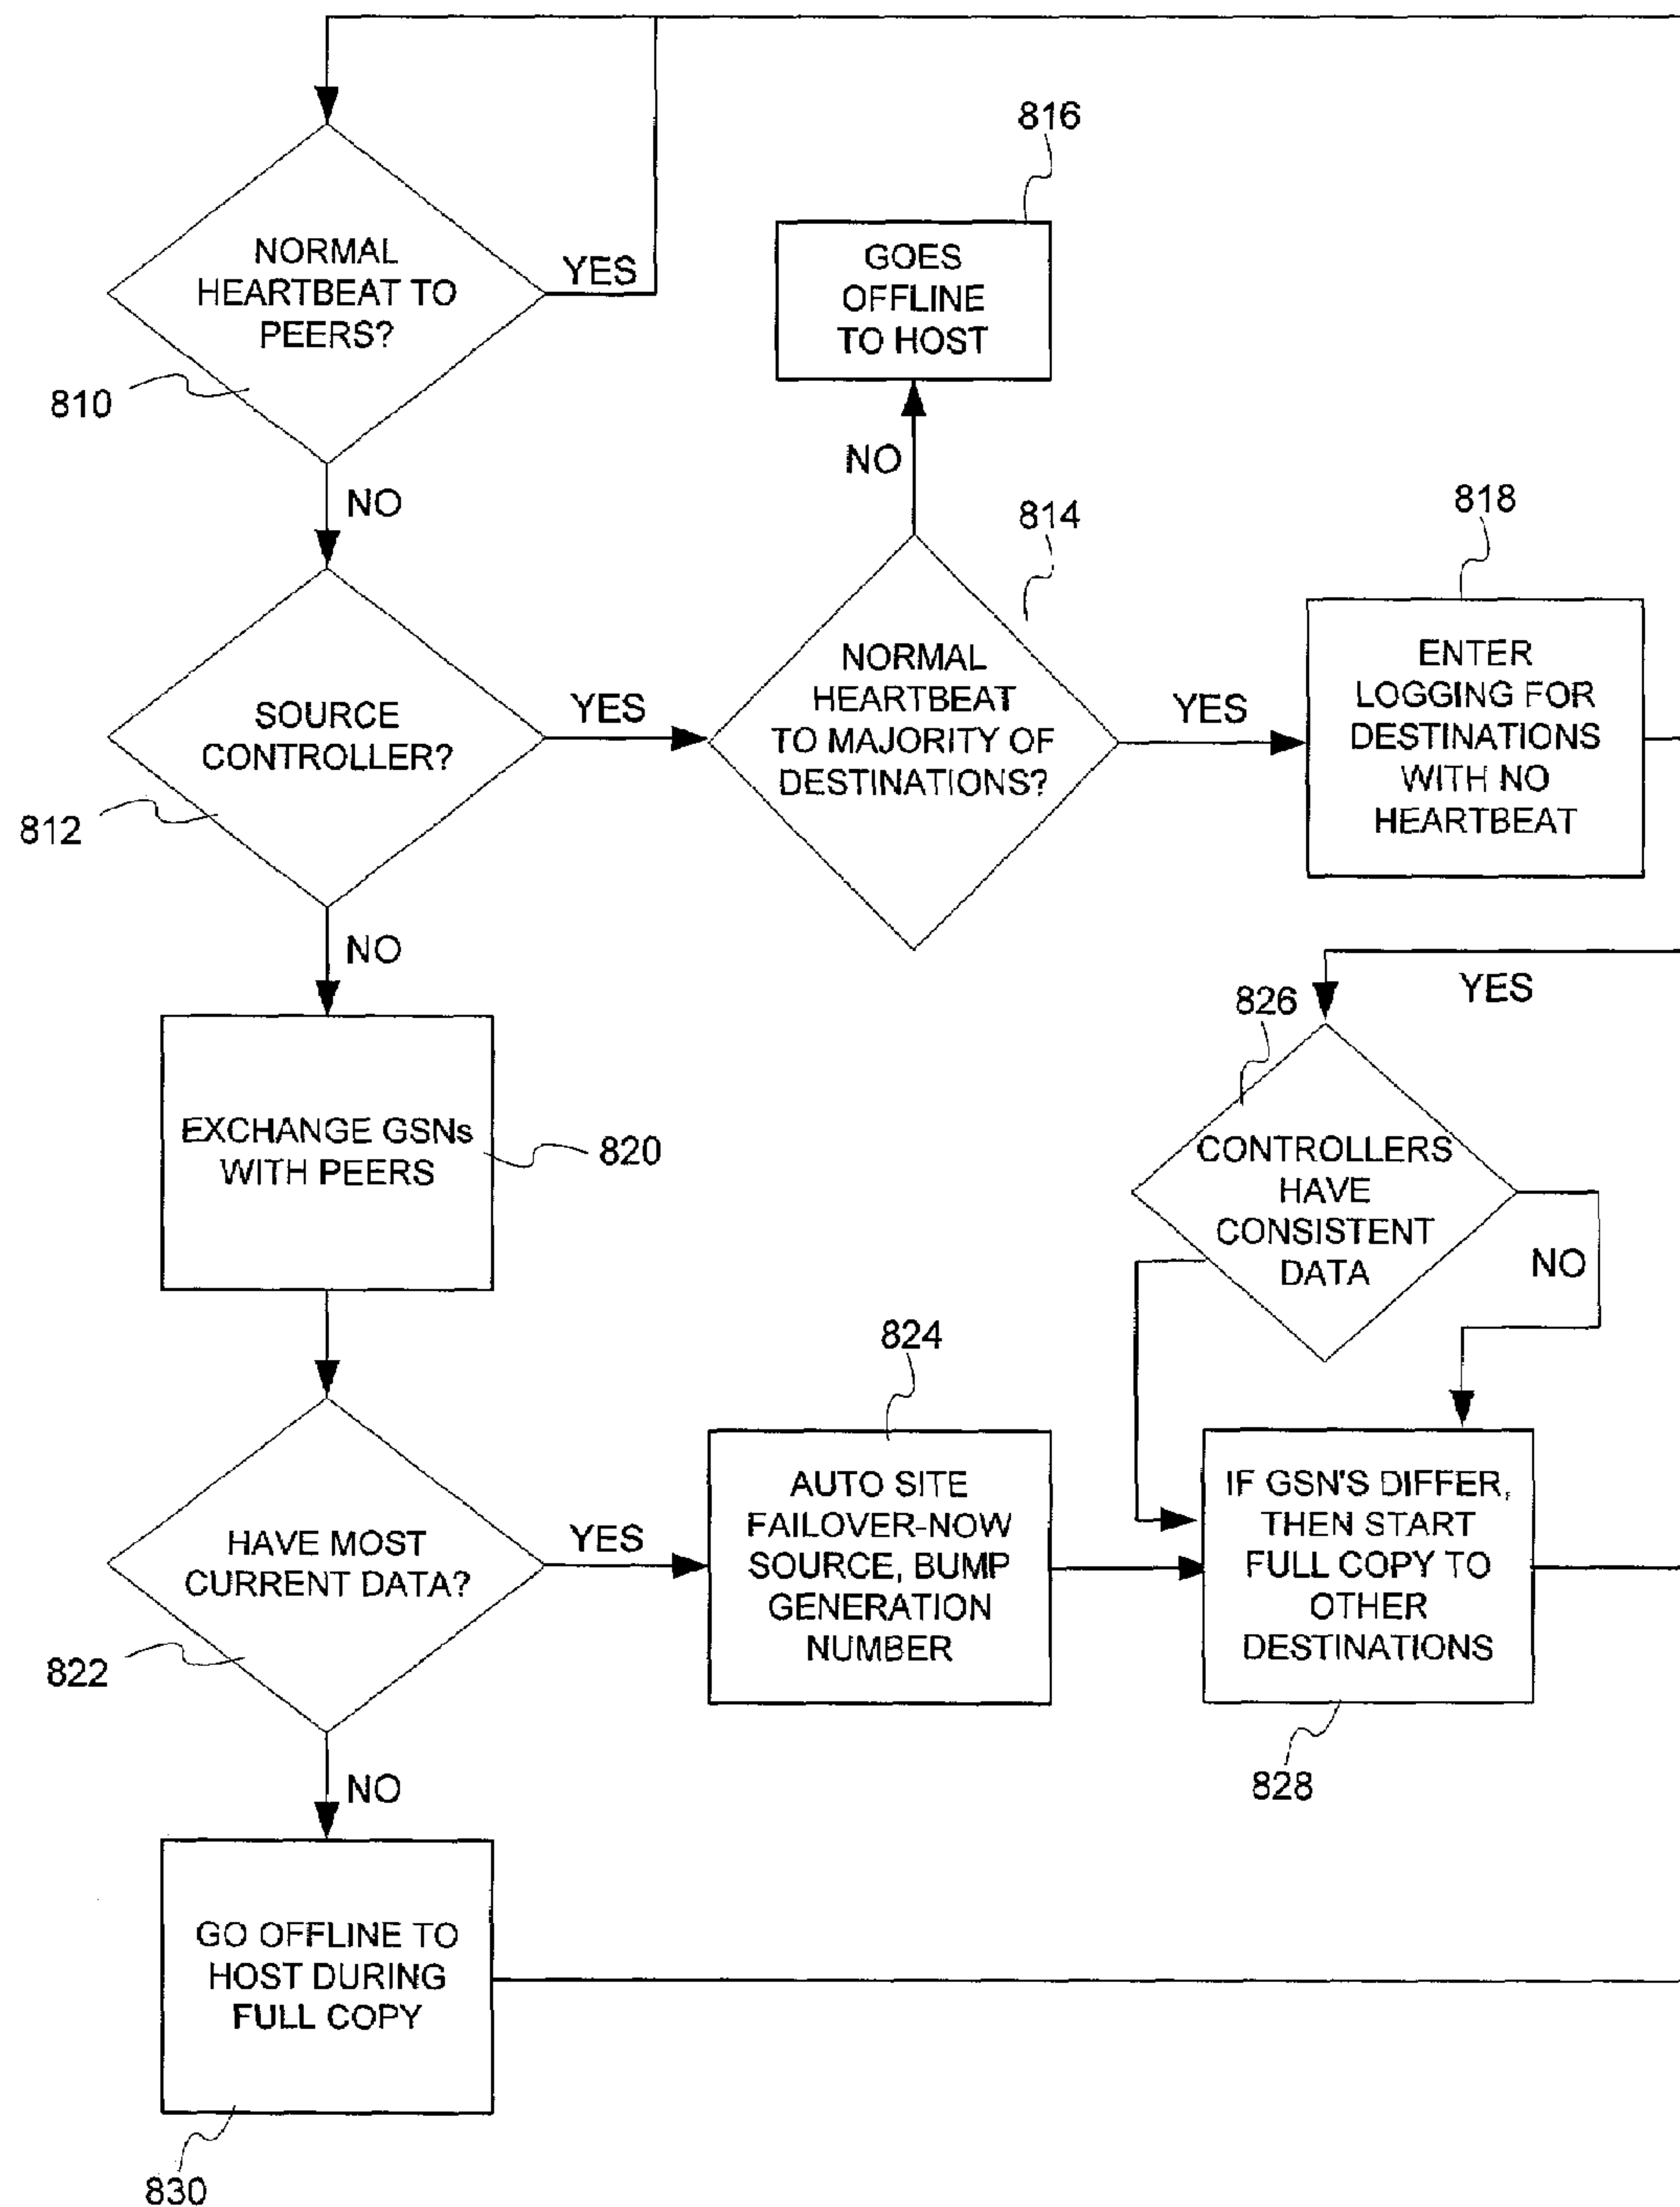 816
NORMAL
HEARTBEAT TO
PEERS?
YES
810
GOES
OFFLINE
TO HOST
NO
NO
814
818
SOURCE
CONTROLLER?
YES
812
NORMAL
HEARTBEAT
TO MAJORITY OF
DESTINATIONS?
YES
ENTER
LOGGING FOR
DESTINATIONS
WITH NO
HEARTBEAT
NO
YES
826
EXCHANGE GSNs
WITH PEERS
820
CONTROLLERS
HAVE
CONSISTENT
DATA
NO
824
HAVE MOST
CURRENT DATA?
YES
822
AUTO SITE
FAILOVER-NOW
SOURCE, BUMP
GENERATION
NUMBER
IF GSN'S DIFFER,
THEN START
FULL COPY TO
OTHER
DESTINATIONS
828
NO
GO OFFLINE TO
HOST DURING
FULL COPY
830